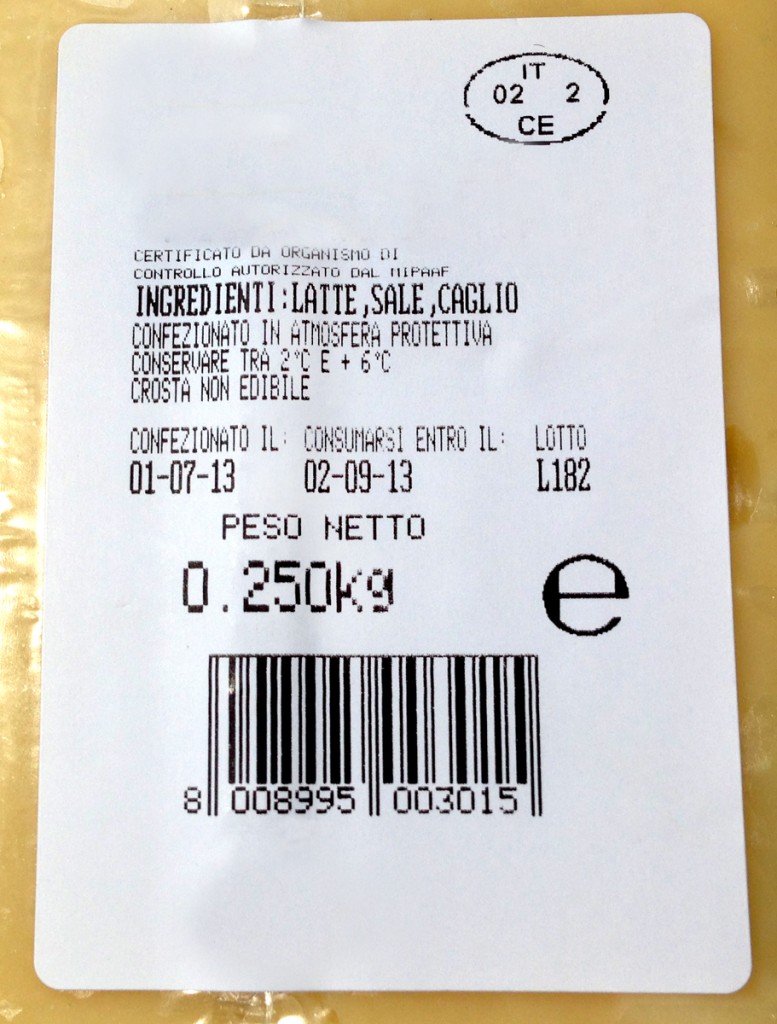 IT
02 2
CE
CERTIFICATO DA ORGANISMO DI
CONTROLLO AUTORIZZATO DAL MIPAAF
INGREDIENTI:LATTE,SALE,CAGLIO
CONFEZIONATO IN ATMOSFERA PROTETTIVA
CONSERVARE TRA 2°C E + 6°C
CROSTA NON EDIBILE
CONFEZIONATO IL: CONSUMARSI ENTRO IL: LOTTO
01-07-13 02-09-13 L182
PESO NETTO
0.250kg e
8 008995 003015